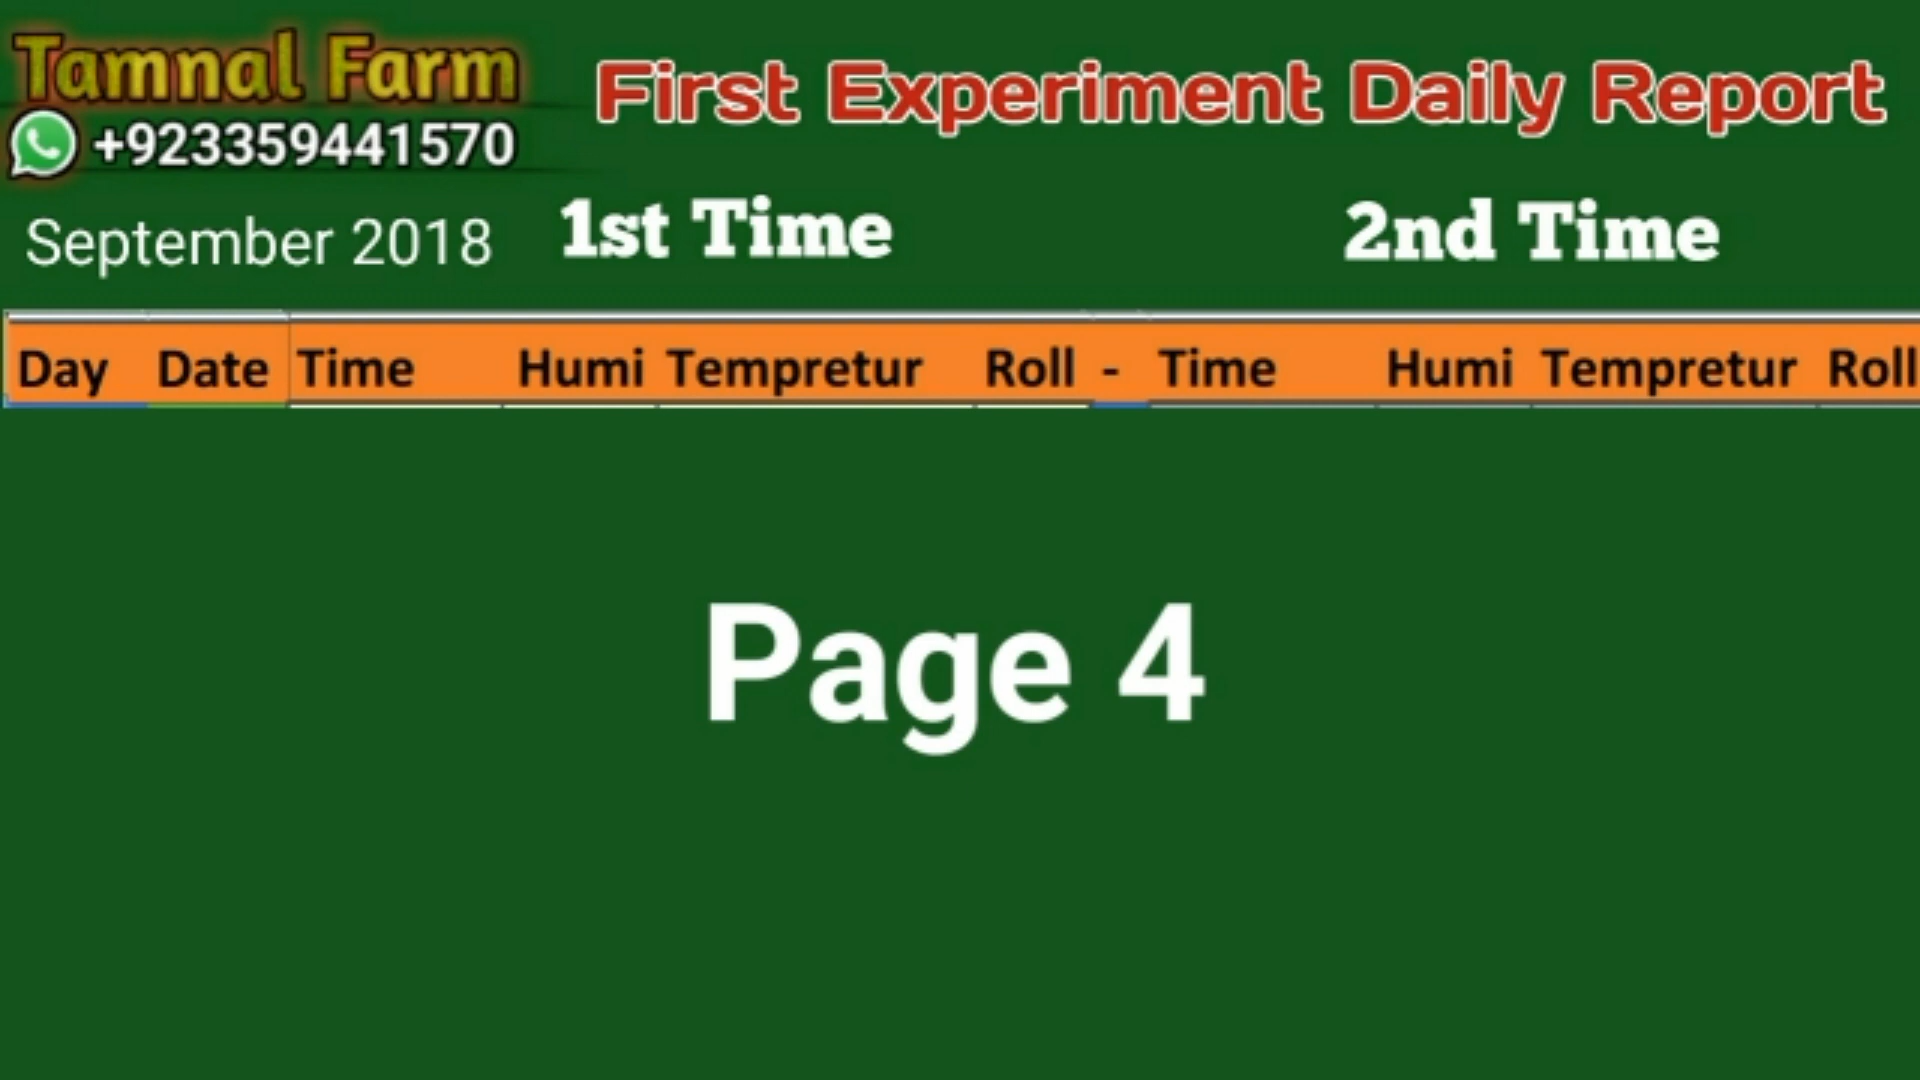 Tamnal Farm
First Experiment Daily Report
+923359441570
September 2018
1st Time
2nd Time
Day Date Time Humi Tempretur Roll - Time Humi Tempretur Roll
Page 4